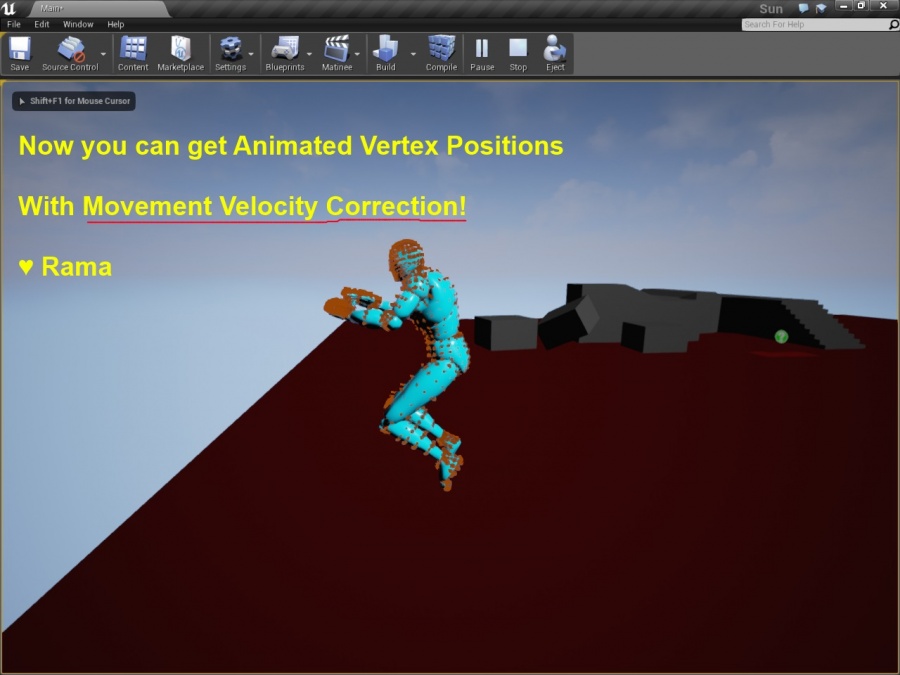 Main*
Sun
File Edit Window Help
Search For Help
Save Source Control Content Marketplace Settings Blueprints Matinee Build Compile Pause Stop Eject
Shift+F1 for Mouse Cursor
Now you can get Animated Vertex Positions
With Movement Velocity Correction!
♥ Rama